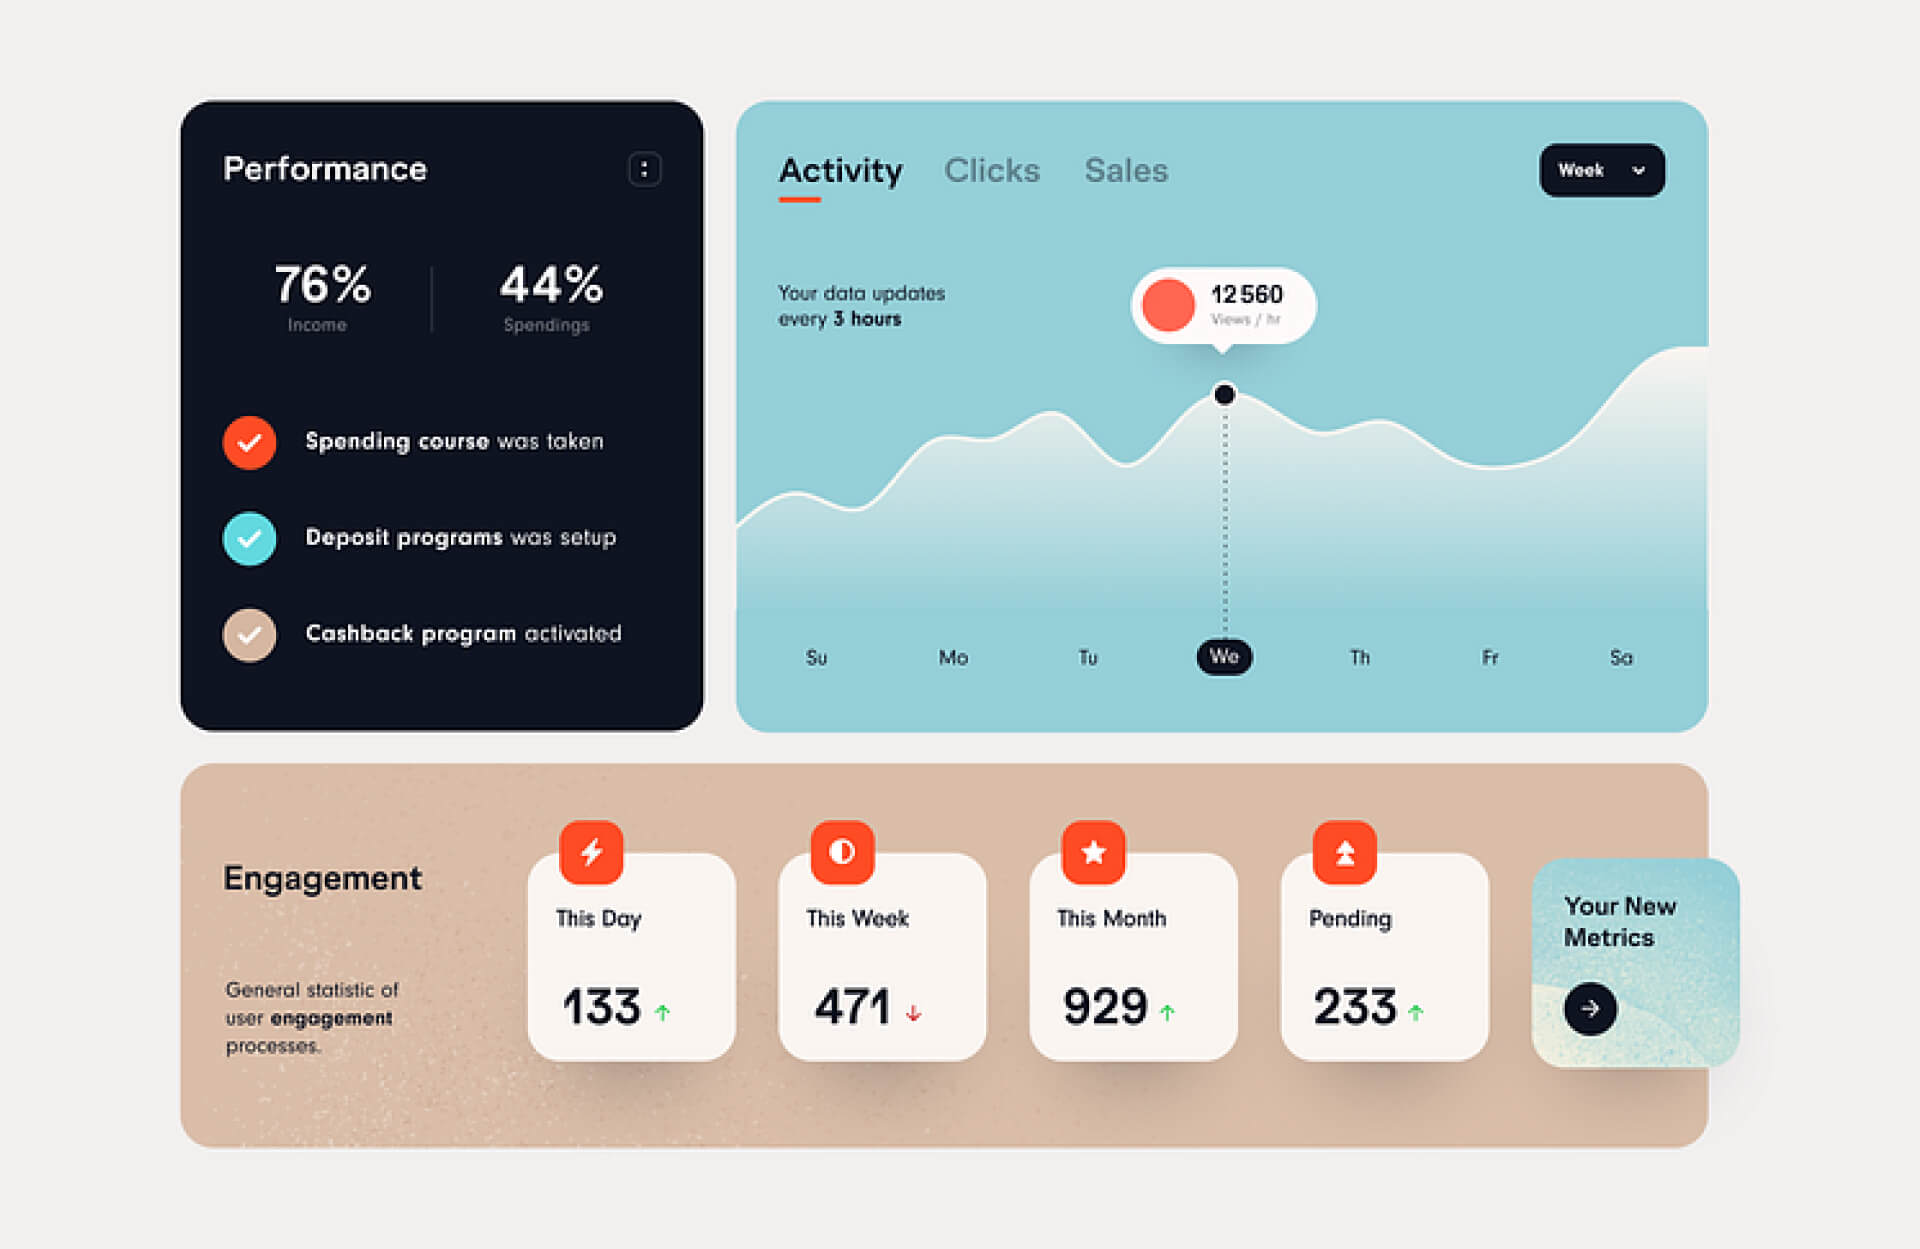 Performance
76%
44%
Income
Spendings
Spending course was taken
Deposit programs was setup
Cashback program activated
Activity Clicks Sales
Week
Your data updates
every 3 hours
12 560
Views / hr
Su Mo Tu We Th Fr Sa
Engagement
General statistic of
user engagement
processes.
This Day
133
This Week
471
This Month
929
Pending
233
Your New
Metrics